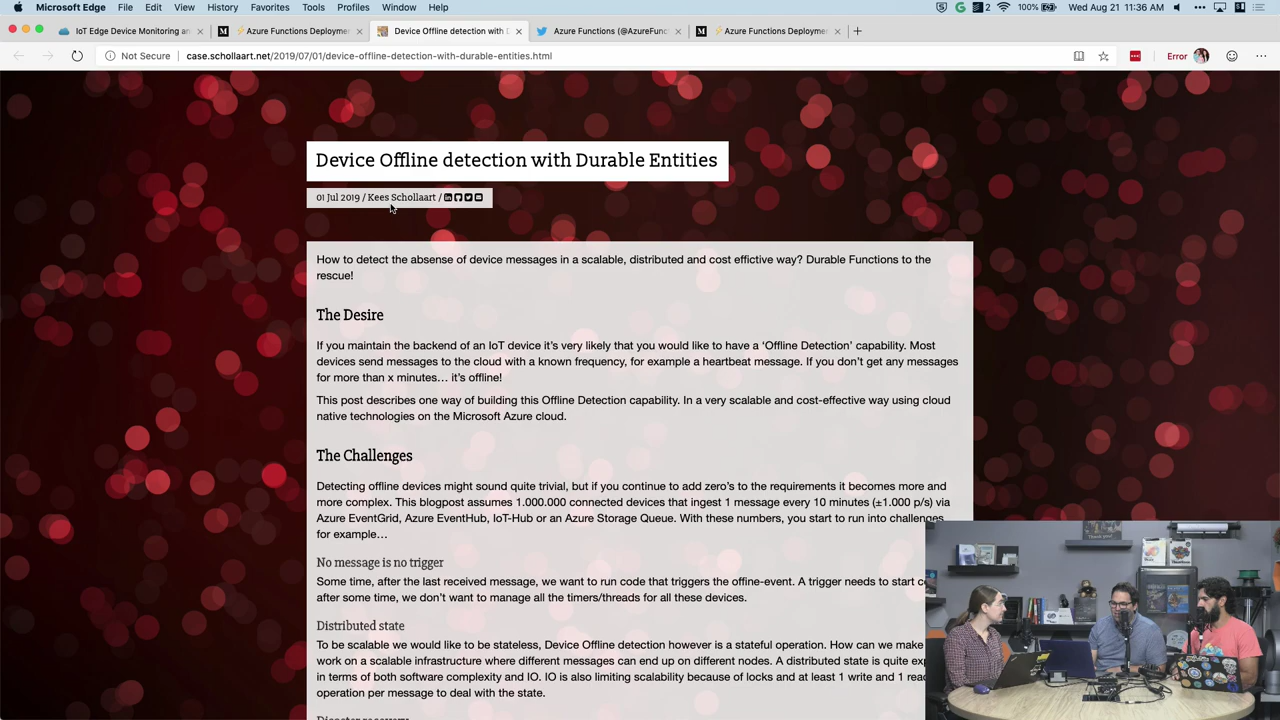 Microsoft Edge File Edit View History Favorites Tools Profiles Window Help 2 100% Wed Aug 21 11:36 AM
IoT Edge Device Monitoring an × Azure Functions Deployme × Device Offline detection with D × Azure Functions (@AzureFunc × Azure Functions Deployme × +
Not Secure case.schollaart.net/2019/07/01/device-offline-detection-with-durable-entities.html Error
Device Offline detection with Durable Entities
01 Jul 2019 / Kees Schollaart /
How to detect the absense of device messages in a scalable, distributed and cost effictive way? Durable Functions to the
rescue!
The Desire
If you maintain the backend of an IoT device it's very likely that you would like to have a 'Offline Detection' capability. Most
devices send messages to the cloud with a known frequency, for example a heartbeat message. If you don't get any messages
for more than x minutes… it's offline!
This post describes one way of building this Offline Detection capability. In a very scalable and cost-effective way using cloud
native technologies on the Microsoft Azure cloud.
The Challenges
Detecting offline devices might sound quite trivial, but if you continue to add zero's to the requirements it becomes more and
more complex. This blogpost assumes 1.000.000 connected devices that ingest 1 message every 10 minutes (±1.000 p/s) via
Azure EventGrid, Azure EventHub, IoT-Hub or an Azure Storage Queue. With these numbers, you start to run into challenges
for example…
No message is no trigger
Some time, after the last received message, we want to run code that triggers the offine-event. A trigger needs to start
after some time, we don't want to manage all the timers/threads for all these devices.
Distributed state
To be scalable we would like to be stateless, Device Offline detection however is a stateful operation. How can we make
work on a scalable infrastructure where different messages can end up on different nodes. A distributed state is quite
in terms of both software complexity and IO. IO is also limiting scalability because of locks and at least 1 write and 1
operation per message to deal with the state.
Disaster recovery